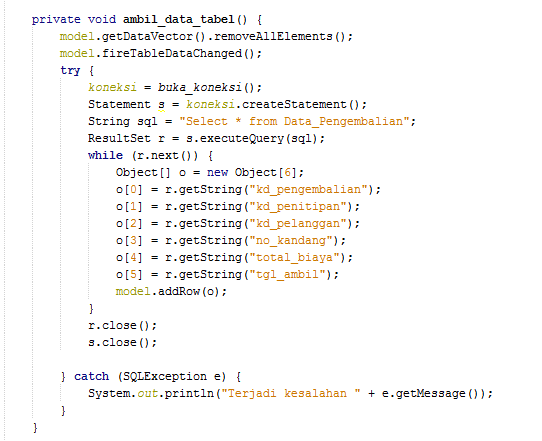 private void ambil_data_tabel() {
    model.getDataVector().removeAllElements();
    model.fireTableDataChanged();
    try {
        koneksi = buka_koneksi();
        Statement s = koneksi.createStatement();
        String sql = "Select * from Data_Pengembalian";
        ResultSet r = s.executeQuery(sql);
        while (r.next()) {
            Object[] o = new Object[6];
            o[0] = r.getString("kd_pengembalian");
            o[1] = r.getString("kd_penitipan");
            o[2] = r.getString("kd_pelanggan");
            o[3] = r.getString("no_kandang");
            o[4] = r.getString("total_biaya");
            o[5] = r.getString("tgl_ambil");
            model.addRow(o);
        }
        r.close();
        s.close();

    } catch (SQLException e) {
        System.out.println("Terjadi kesalahan " + e.getMessage());
    }
}